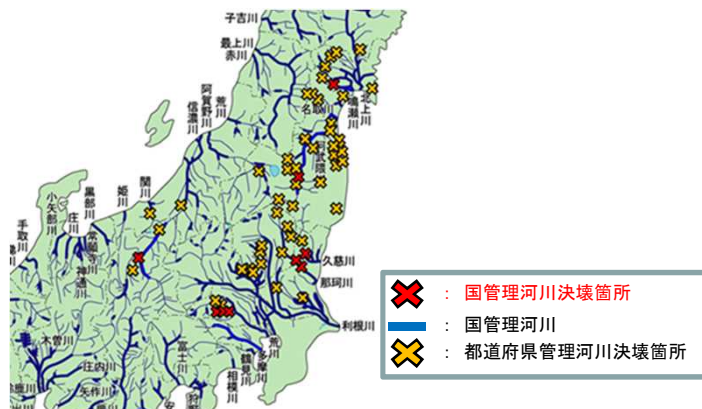 子吉川
最上川
赤川
荒川
阿賀野川
信濃川
名取川
鳴瀬川
北上川
阿武隈
関川
姫川
黒部川
小矢部川
庄川
常願寺川
神通川
手取川
久慈川
那珂川
利根川
荒川
多摩川
鶴見川
相模川
富士川
木曽川
庄内川
矢作川
鈴鹿川
： 国管理河川決壊箇所
： 国管理河川
： 都道府県管理河川決壊箇所